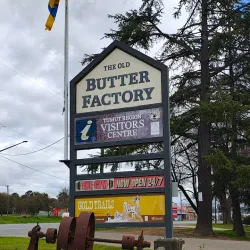 THE OLD
BUTTER
FACTORY
TUMUT REGION
VISITORS
CENTRE
NOW OPEN 24/7
GOLD TRAILS